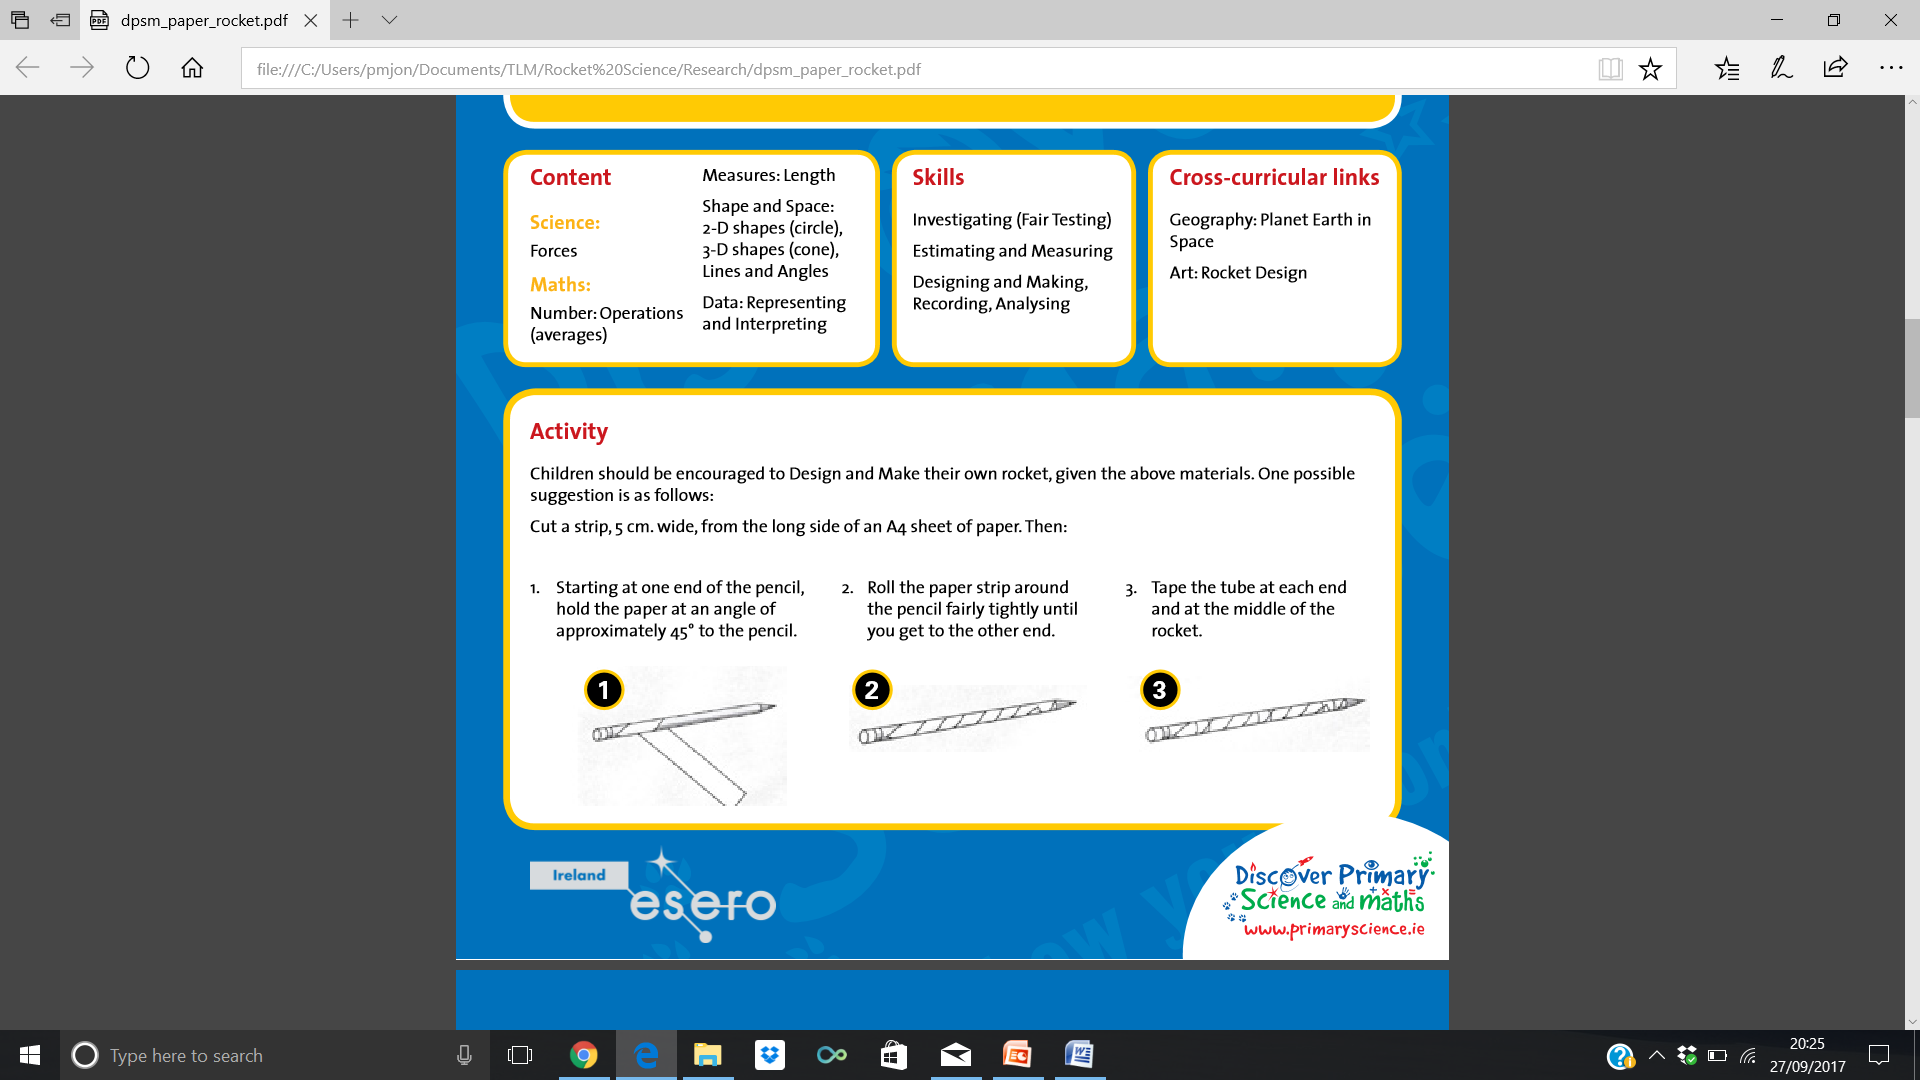 dpsm_paper_rocket.pdf
file:///C:/Users/pmjon/Documents/TLM/Rocket%20Science/Research/dpsm_paper_rocket.pdf
Content
Science:
Forces
Maths:
Number: Operations
(averages)
Measures: Length
Shape and Space:
2-D shapes (circle),
3-D shapes (cone),
Lines and Angles
Data: Representing
and Interpreting
Skills
Investigating (Fair Testing)
Estimating and Measuring
Designing and Making,
Recording, Analysing
Cross-curricular links
Geography: Planet Earth in
Space
Art: Rocket Design
Activity
Children should be encouraged to Design and Make their own rocket, given the above materials. One possible
suggestion is as follows:
Cut a strip, 5 cm. wide, from the long side of an A4 sheet of paper. Then:
1. Starting at one end of the pencil,
hold the paper at an angle of
approximately 45° to the pencil.
2. Roll the paper strip around
the pencil fairly tightly until
you get to the other end.
3. Tape the tube at each end
and at the middle of the
rocket.
1
2
3
Ireland
esero
Discover Primary
Science and maths
www.primaryscience.ie
Type here to search
20:25
27/09/2017